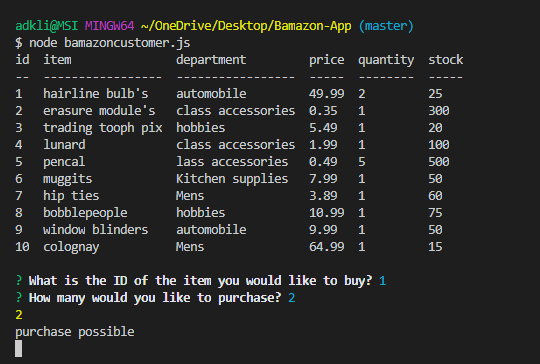 adkli@MSI MINGW64 ~/OneDrive/Desktop/Bamazon-App (master)
$ node bamazoncustomer.js
id  item               department         price  quantity  stock
--  -----------------  -----------------  -----  --------  -----
1   hairline bulb's    automobile         49.99  2         25
2   erasure module's   class accessories  0.35   1         300
3   trading tooph pix  hobbies            5.49   1         20
4   lunard             class accessories  1.99   1         100
5   pencal             lass accessories   0.49   5         500
6   muggits            Kitchen supplies   7.99   1         50
7   hip ties           Mens               3.89   1         60
8   bobblepeople       hobbies            10.99  1         75
9   window blinders    automobile         9.99   1         50
10  colognay           Mens               64.99  1         15
? What is the ID of the item you would like to buy? 1
? How many would you like to purchase? 2
2
purchase possible